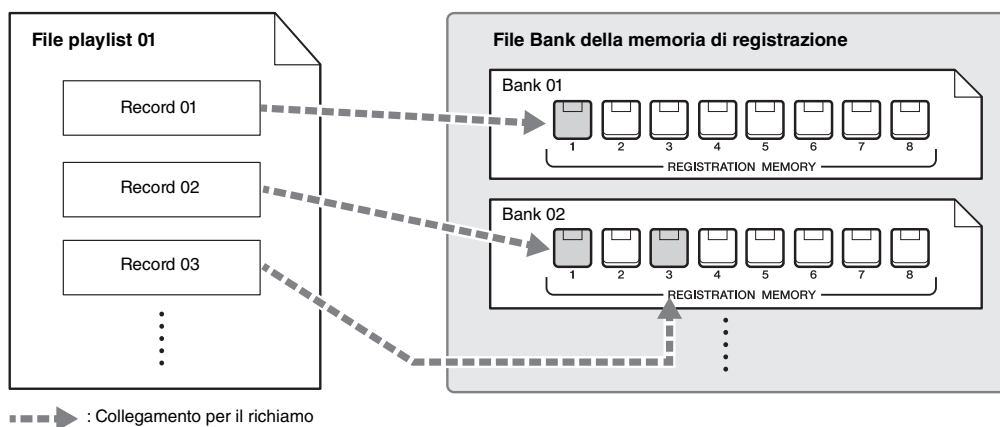 File playlist 01
Record 01
Record 02
Record 03
File Bank della memoria di registrazione
Bank 01
1 2 3 4 5 6 7 8
REGISTRATION MEMORY
Bank 02
1 2 3 4 5 6 7 8
REGISTRATION MEMORY
: Collegamento per il richiamo